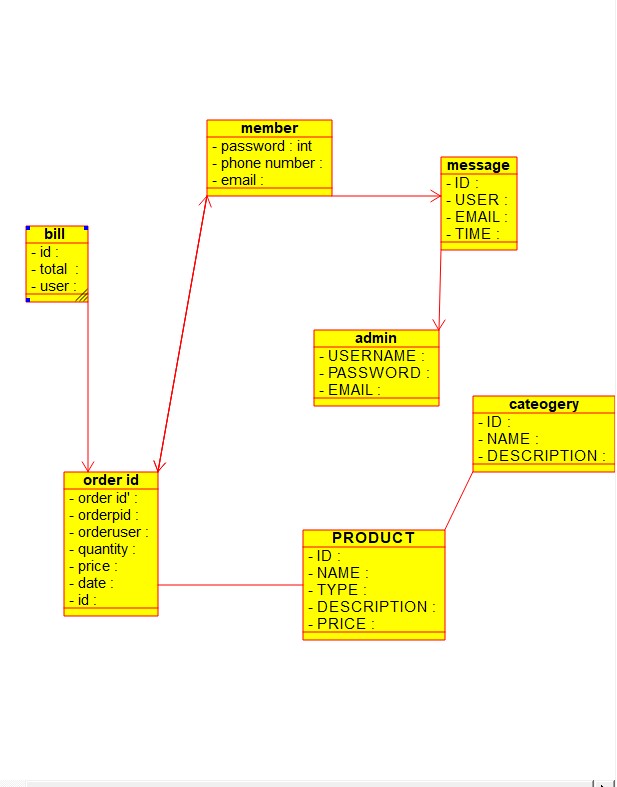 member
- password : int
- phone number :
- email :
message
- ID :
- USER :
- EMAIL :
- TIME :
bill
- id :
- total :
- user :
admin
- USERNAME :
- PASSWORD :
- EMAIL :
cateogery
- ID :
- NAME :
- DESCRIPTION :
order id
- order id' :
- orderpid :
- orderuser :
- quantity :
- price :
- date :
- id :
PRODUCT
- ID :
- NAME :
- TYPE :
- DESCRIPTION :
- PRICE :